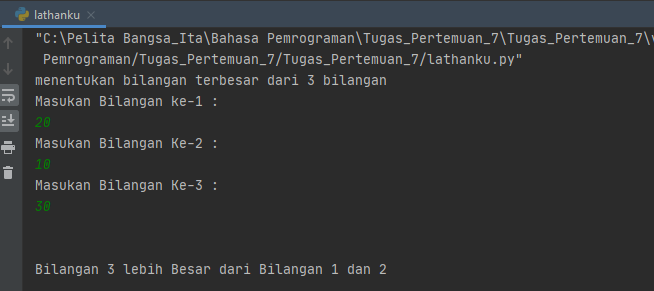 lathanku
"C:\Pelita Bangsa_Ita\Bahasa Pemrograman\Tugas_Pertemuan_7\Tugas_Pertemuan_7\
Pemrograman/Tugas_Pertemuan_7/Tugas_Pertemuan_7/lathanku.py"
menentukan bilangan terbesar dari 3 bilangan
Masukan Bilangan ke-1 :
20
Masukan Bilangan Ke-2 :
10
Masukan Bilangan Ke-3 :
30
Bilangan 3 lebih Besar dari Bilangan 1 dan 2